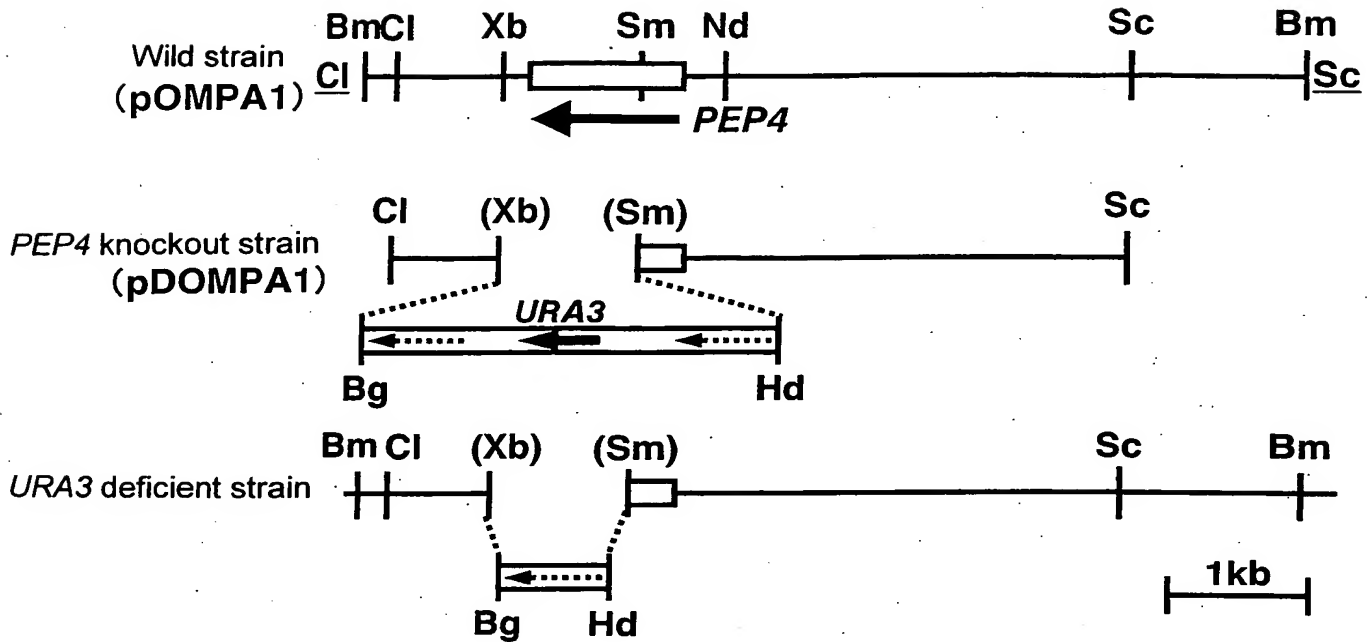 Bm Cl Xb Sm Nd Sc Bm
Wild strain
(pOMPA1)
Cl
Sc
PEP4
Cl (Xb) (Sm) Sc
PEP4 knockout strain
(pDOMPA1)
URA3
Bg Hd
Bm Cl (Xb) (Sm) Sc Bm
URA3 deficient strain
1kb
Bg Hd